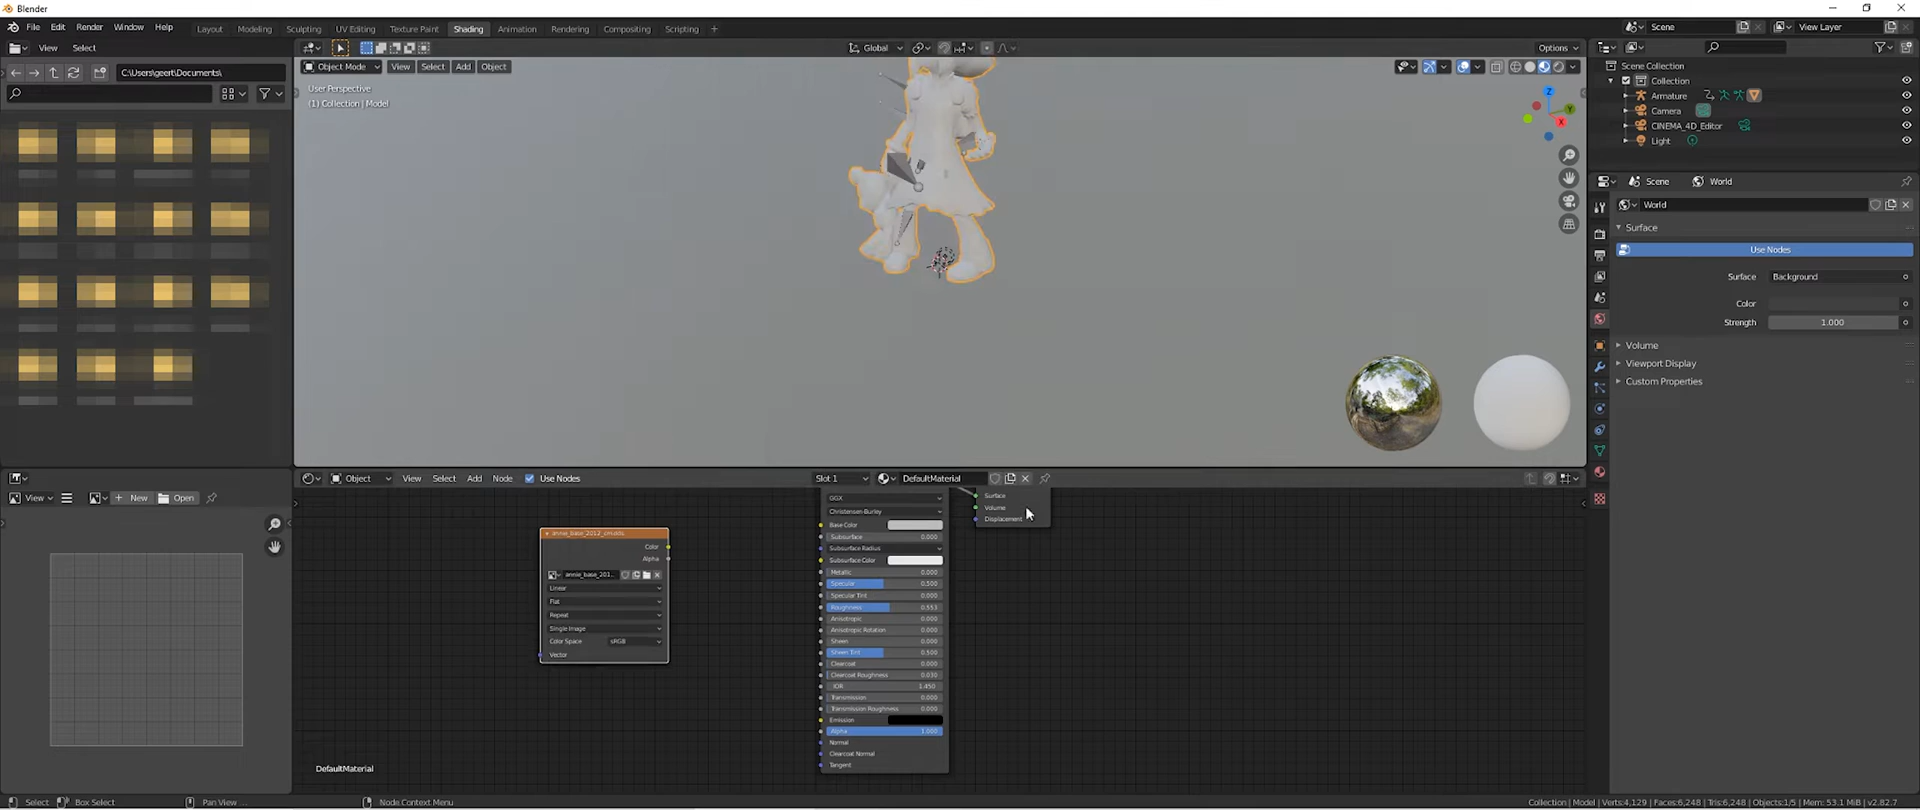 Blender
File Edit Render Window Help
Layout Modeling Sculpting UV Editing Texture Paint Shading Animation Rendering Compositing Scripting +
Scene
View Layer
View Select
Global
Options
C:\Users\geert\Documents\
Object Mode View Select Add Object
User Perspective
(1) Collection | Model
Z
Y
X
Scene Collection
Collection
Armature
Camera
CINEMA_4D_Editor
Light
Scene World
World
Surface
Use Nodes
Surface Background
Color
Strength 1.000
Volume
Viewport Display
Custom Properties
View New Open
Object View Select Add Node Use Nodes Slot 1 DefaultMaterial
Surface
Volume
Displacement
GGX
Christensen-Burley
Base Color
Subsurface 0.000
Subsurface Radius
Subsurface Color
Metallic 0.000
Specular 0.500
Specular Tint 0.000
Roughness 0.553
Anisotropic 0.000
Anisotropic Rotation 0.000
Sheen 0.000
Sheen Tint 0.500
Clearcoat 0.000
Clearcoat Roughness 0.030
IOR 1.450
Transmission 0.000
Transmission Roughness 0.000
Emission
Alpha 1.000
Normal
Clearcoat Normal
Tangent
annie_base_2012_cm.dds
Color
Alpha
annie_base_201...
Linear
Flat
Repeat
Single Image
Color Space sRGB
Vector
DefaultMaterial
Select Box Select Pan View Node Context Menu
Collection | Model | Verts:4,129 | Faces:6,248 | Tris:6,248 | Objects:1/5 | Mem: 53.1 MiB | v2.82.7